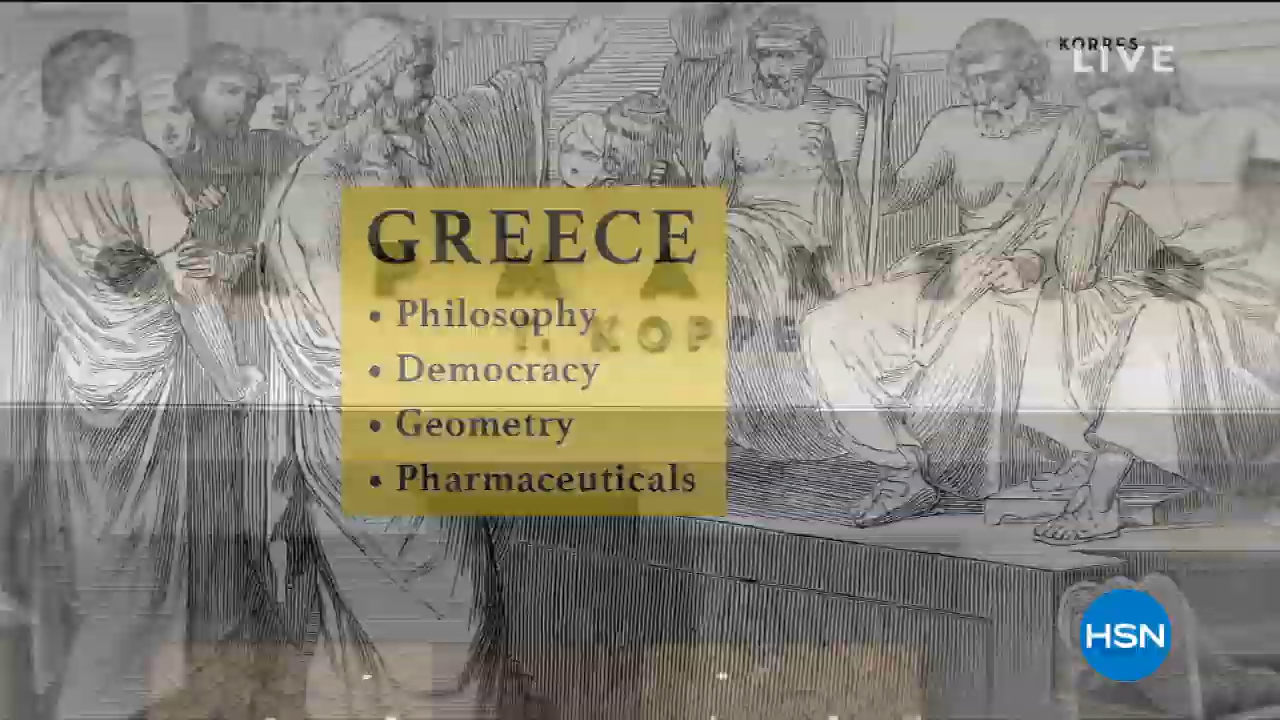 KORRES
LIVE
GREECE
• Philosophy
• Democracy
• Geometry
• Pharmaceuticals
HSN